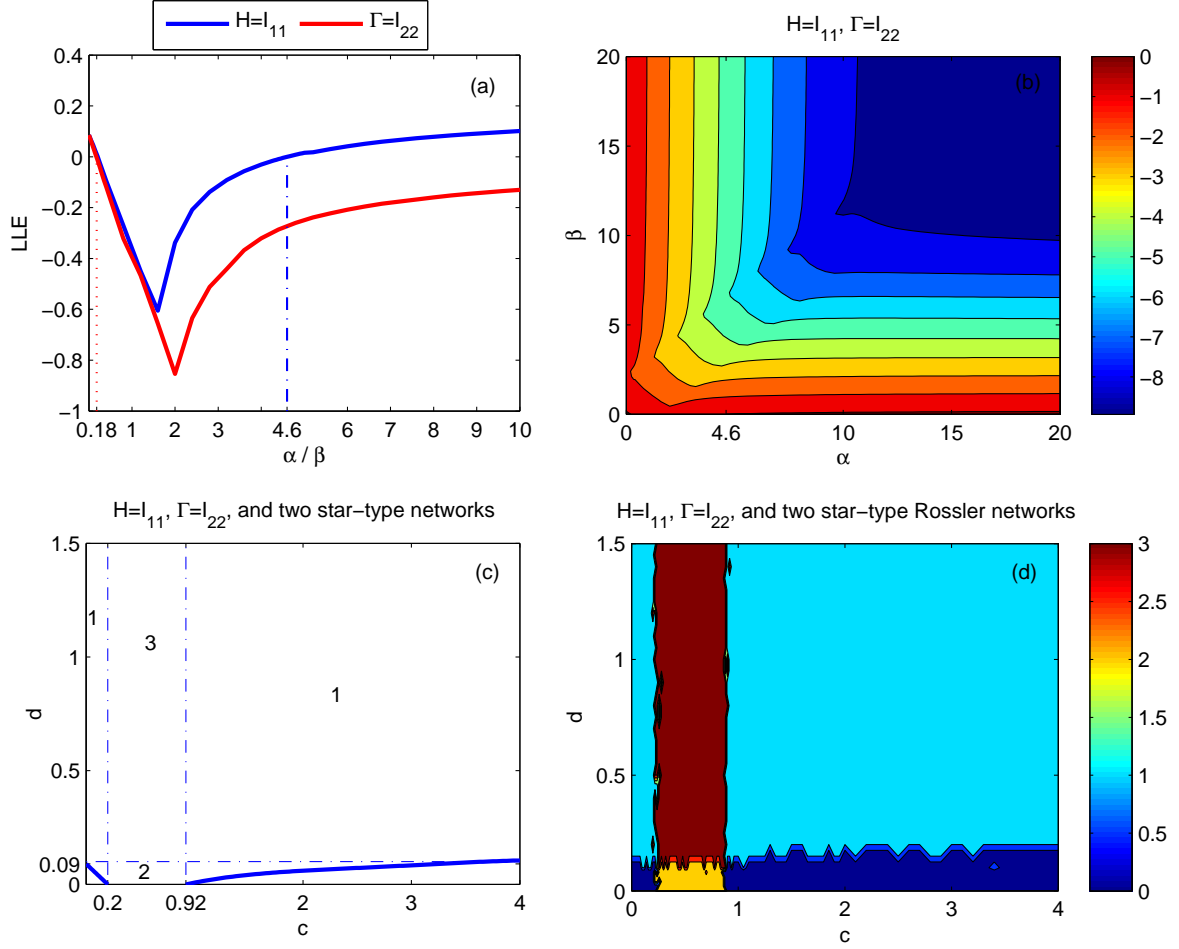 H=I11 Γ=I22
(a)
0.4
0.2
0
−0.2
−0.4
−0.6
−0.8
−1
LLE
0.18 1 2 3 4.6 6 7 8 9 10
α / β
H=I11, Γ=I22
(b)
20
15
10
5
0
β
0 4.6 10 15 20
α
0
−1
−2
−3
−4
−5
−6
−7
−8
H=I11, Γ=I22, and two star−type networks
(c)
1.5
1
0.5
0.09
0
d
1
3
1
2
0.2 0.92 2 3 4
c
H=I11, Γ=I22, and two star−type Rossler networks
(d)
1.5
1
0.5
0
d
0 1 2 3 4
c
3
2.5
2
1.5
1
0.5
0